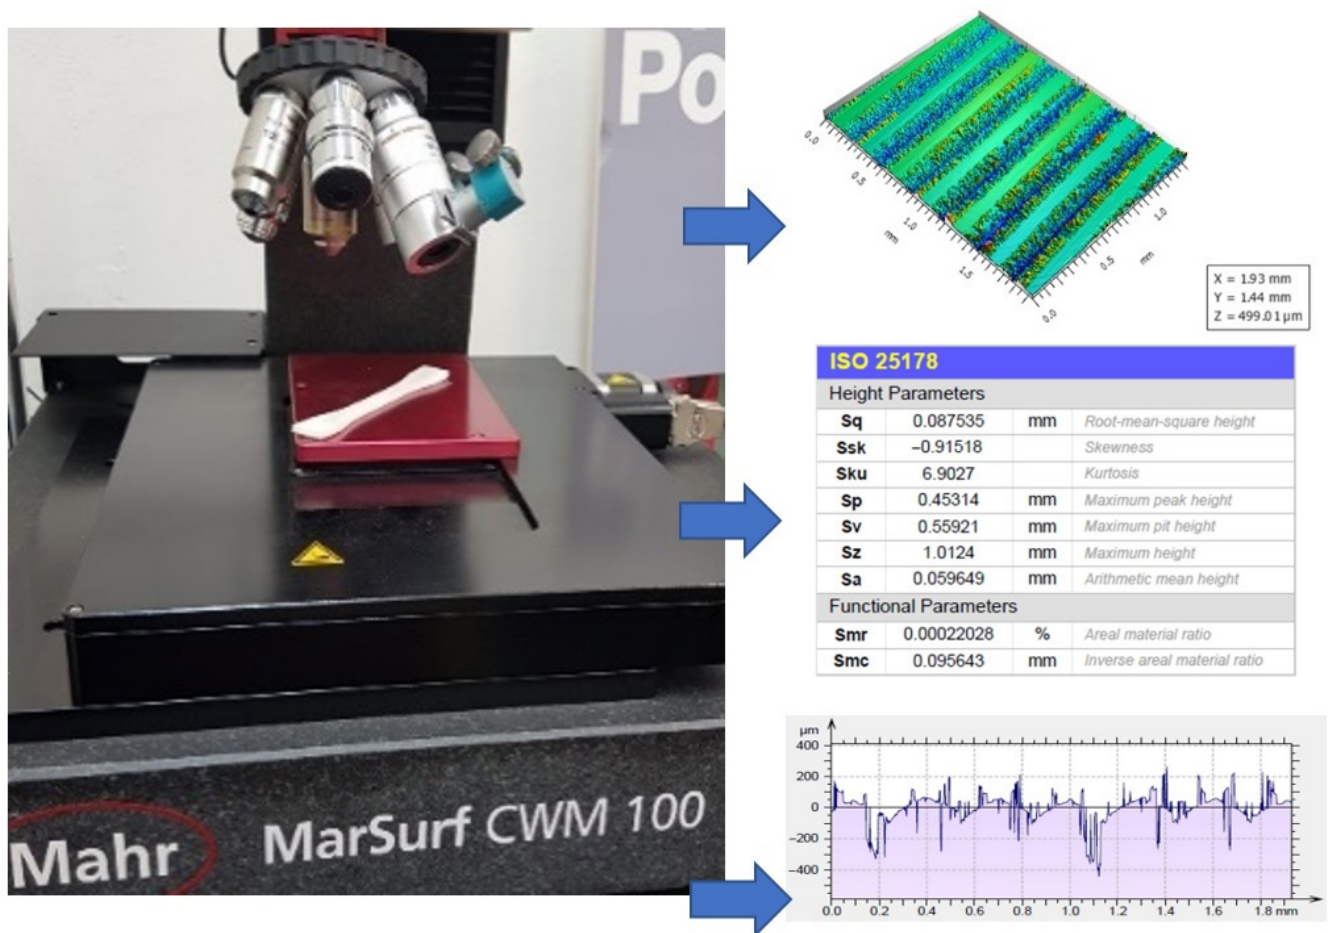 Po
Mahr
MarSurf CWM 100
0.0
0.5
1.0
1.5
mm
0.0
0.5
1.0
mm
X = 1.93 mm
Y = 1.44 mm
Z = 499.01 µm
ISO 25178
Height Parameters
Sq 0.087535 mm Root-mean-square height
Ssk −0.91518 Skewness
Sku 6.9027 Kurtosis
Sp 0.45314 mm Maximum peak height
Sv 0.55921 mm Maximum pit height
Sz 1.0124 mm Maximum height
Sa 0.059649 mm Arithmetic mean height
Functional Parameters
Smr 0.00022028 % Areal material ratio
Smc 0.095643 mm Inverse areal material ratio
µm
400
200
0
−200
−400
0.0 0.2 0.4 0.6 0.8 1.0 1.2 1.4 1.6 1.8 mm